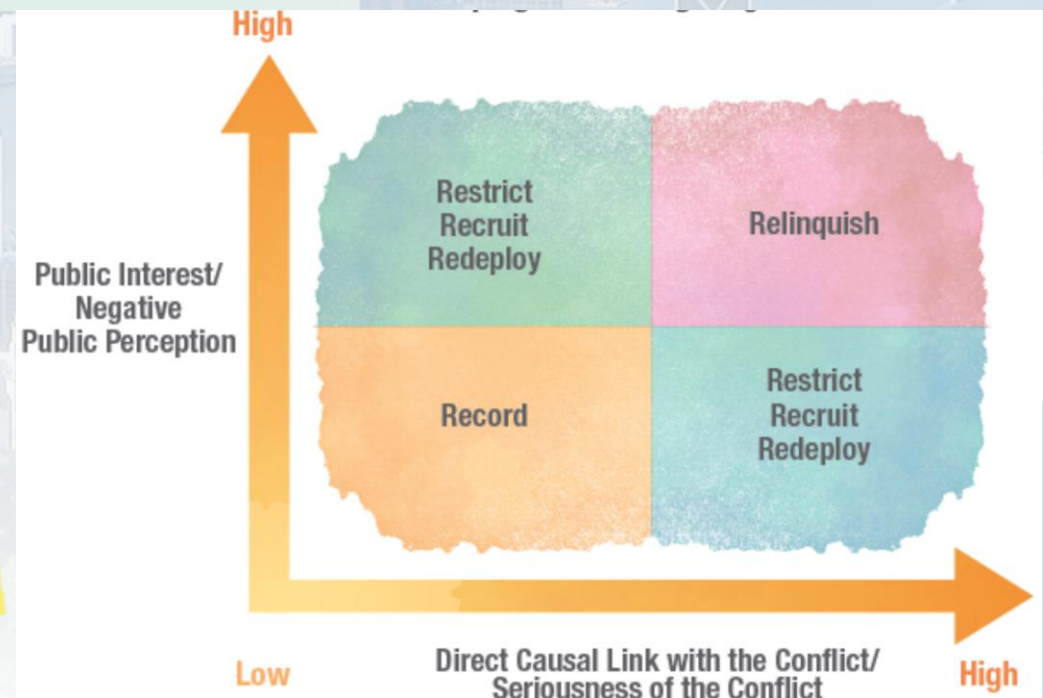 High
Public Interest/
Negative
Public Perception
Restrict
Recruit
Redeploy
Relinquish
Record
Restrict
Recruit
Redeploy
Low
Direct Causal Link with the Conflict/
Seriousness of the Conflict
High